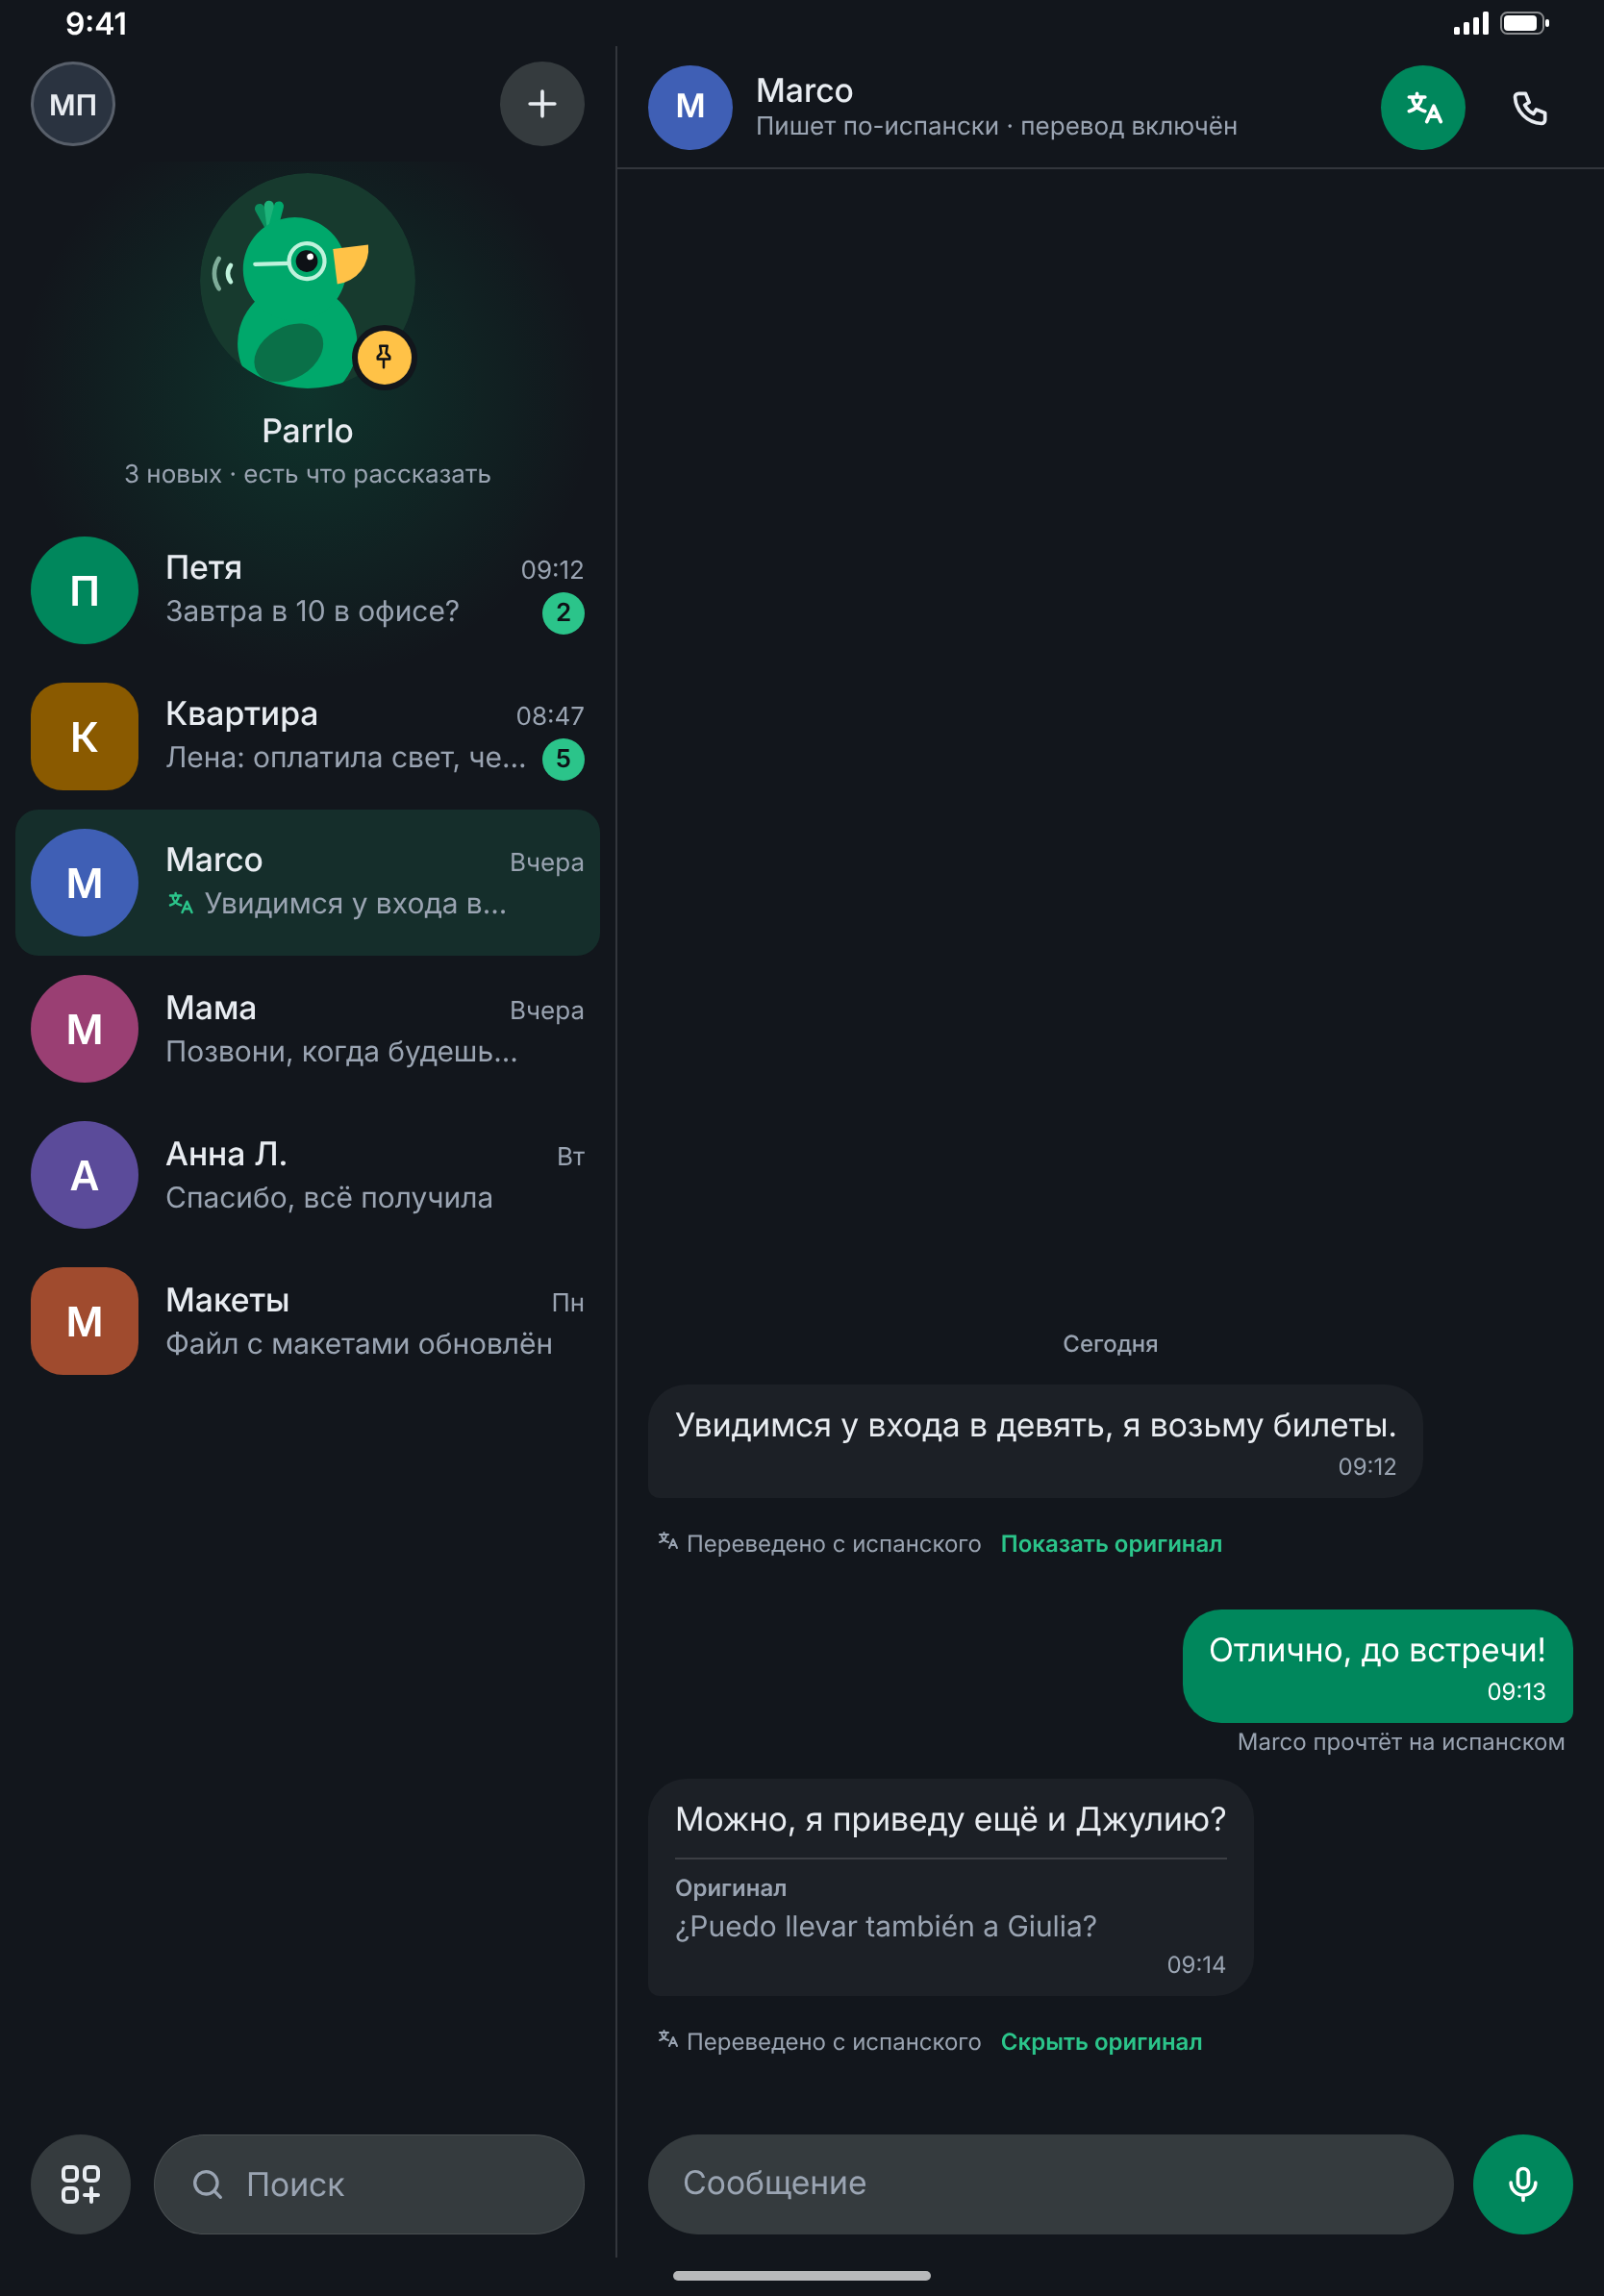 9:41
МП
Parrlo
3 новых · есть что рассказать
П
Петя
09:12
Завтра в 10 в офисе?
2
К
Квартира
08:47
Лена: оплатила свет, че...
5
M
Marco
Вчера
Увидимся у входа в...
М
Мама
Вчера
Позвони, когда будешь...
А
Анна Л.
Вт
Спасибо, всё получила
М
Макеты
Пн
Файл с макетами обновлён
Поиск
M
Marco
Пишет по-испански · перевод включён
Сегодня
Увидимся у входа в девять, я возьму билеты.
09:12
Переведено с испанского Показать оригинал
Отлично, до встречи!
09:13
Marco прочтёт на испанском
Можно, я приведу ещё и Джулию?
Оригинал
¿Puedo llevar también a Giulia?
09:14
Переведено с испанского Скрыть оригинал
Сообщение